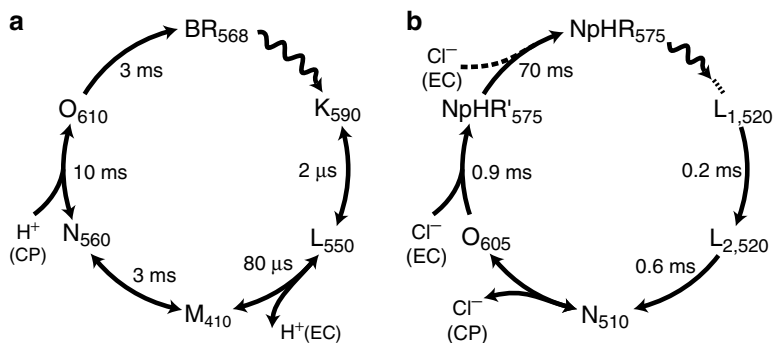 a
BR568
3 ms
K590
O610
10 ms
2 μs
H+
(CP)
N560
L550
80 μs
3 ms
M410
H+(EC)
b
NpHR575
Cl−
(EC)
70 ms
NpHR'575
L1,520
0.9 ms
0.2 ms
Cl−
(EC)
O605
L2,520
0.6 ms
Cl−
(CP)
N510